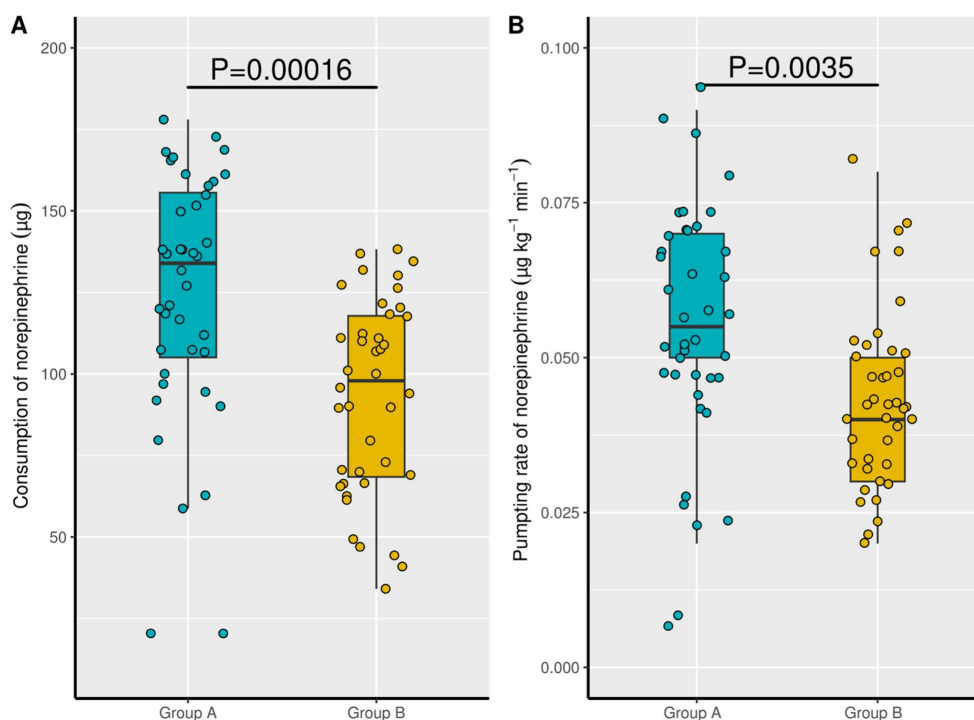 A
200
150
100
50
Consumption of norepinephrine (µg)
P=0.00016
Group A
Group B
B
0.100
0.075
0.050
0.025
0.000
Pumpting rate of norepinephrine (µg kg⁻¹ min⁻¹)
P=0.0035
Group A
Group B